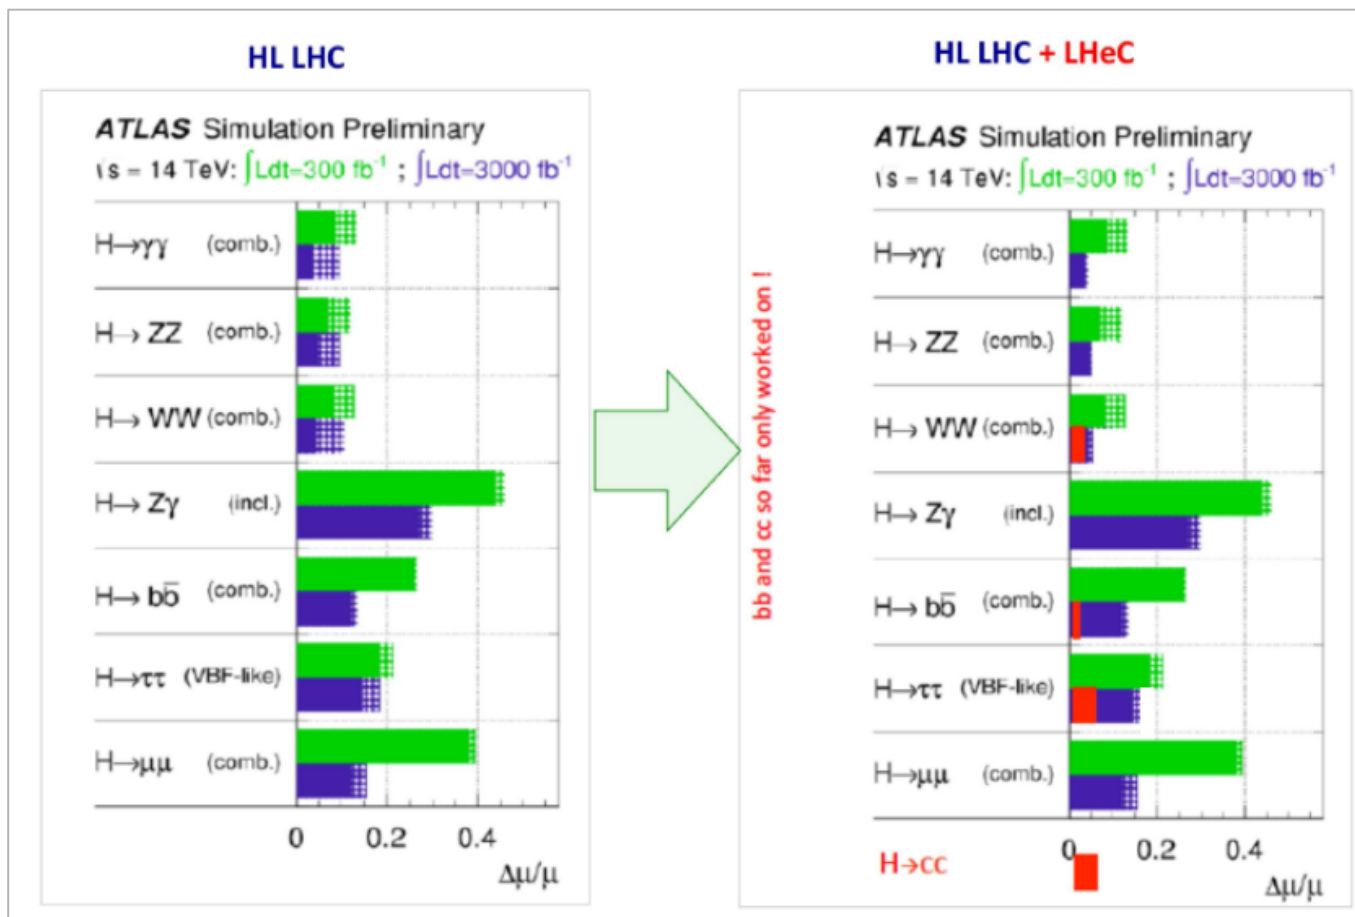 HL LHC
ATLAS Simulation Preliminary
√s = 14 TeV: ∫Ldt=300 fb⁻¹ ; ∫Ldt=3000 fb⁻¹
H→γγ (comb.)
H→ ZZ (comb.)
H→ WW (comb.)
H→ Zγ (incl.)
H→ bb̅ (comb.)
H→ττ (VBF-like)
H→μμ (comb.)
0 0.2 0.4
Δμ/μ
HL LHC + LHeC
bb and cc so far only worked on !
ATLAS Simulation Preliminary
√s = 14 TeV: ∫Ldt=300 fb⁻¹ ; ∫Ldt=3000 fb⁻¹
H→γγ (comb.)
H→ ZZ (comb.)
H→ WW (comb.)
H→ Zγ (incl.)
H→ bb̅ (comb.)
H→ττ (VBF-like)
H→μμ (comb.)
0 0.2 0.4
H→cc
Δμ/μ